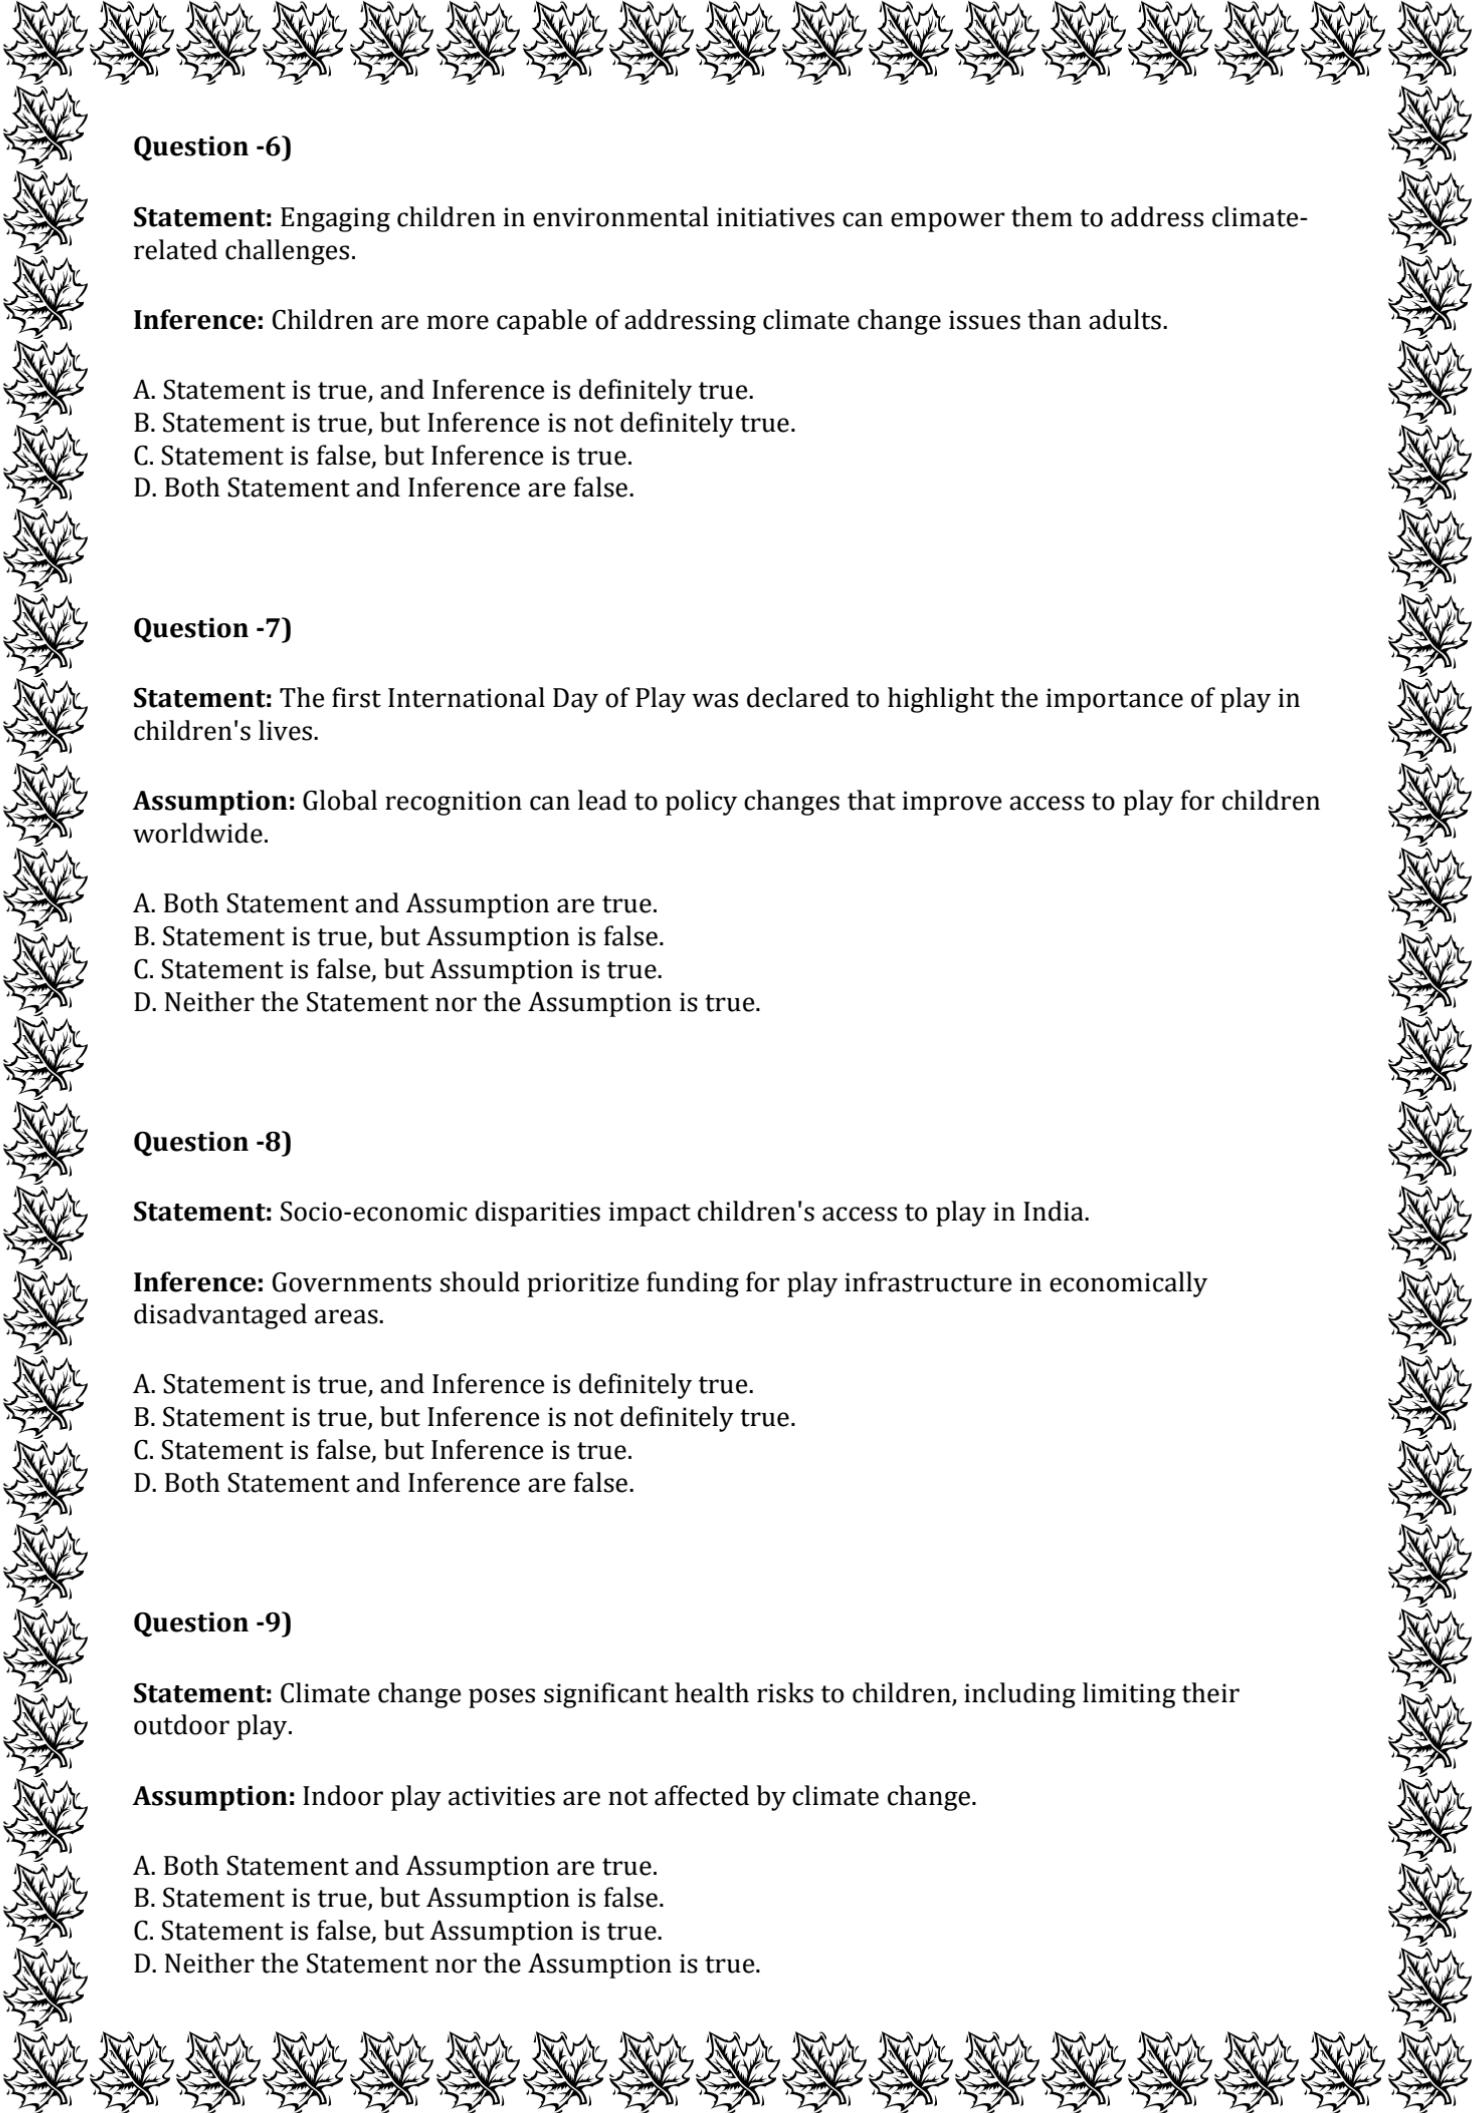 Question -6)
Statement: Engaging children in environmental initiatives can empower them to address climate-
related challenges.
Inference: Children are more capable of addressing climate change issues than adults.
A. Statement is true, and Inference is definitely true.
B. Statement is true, but Inference is not definitely true.
C. Statement is false, but Inference is true.
D. Both Statement and Inference are false.
Question -7)
Statement: The first International Day of Play was declared to highlight the importance of play in
children's lives.
Assumption: Global recognition can lead to policy changes that improve access to play for children
worldwide.
A. Both Statement and Assumption are true.
B. Statement is true, but Assumption is false.
C. Statement is false, but Assumption is true.
D. Neither the Statement nor the Assumption is true.
Question -8)
Statement: Socio-economic disparities impact children's access to play in India.
Inference: Governments should prioritize funding for play infrastructure in economically
disadvantaged areas.
A. Statement is true, and Inference is definitely true.
B. Statement is true, but Inference is not definitely true.
C. Statement is false, but Inference is true.
D. Both Statement and Inference are false.
Question -9)
Statement: Climate change poses significant health risks to children, including limiting their
outdoor play.
Assumption: Indoor play activities are not affected by climate change.
A. Both Statement and Assumption are true.
B. Statement is true, but Assumption is false.
C. Statement is false, but Assumption is true.
D. Neither the Statement nor the Assumption is true.